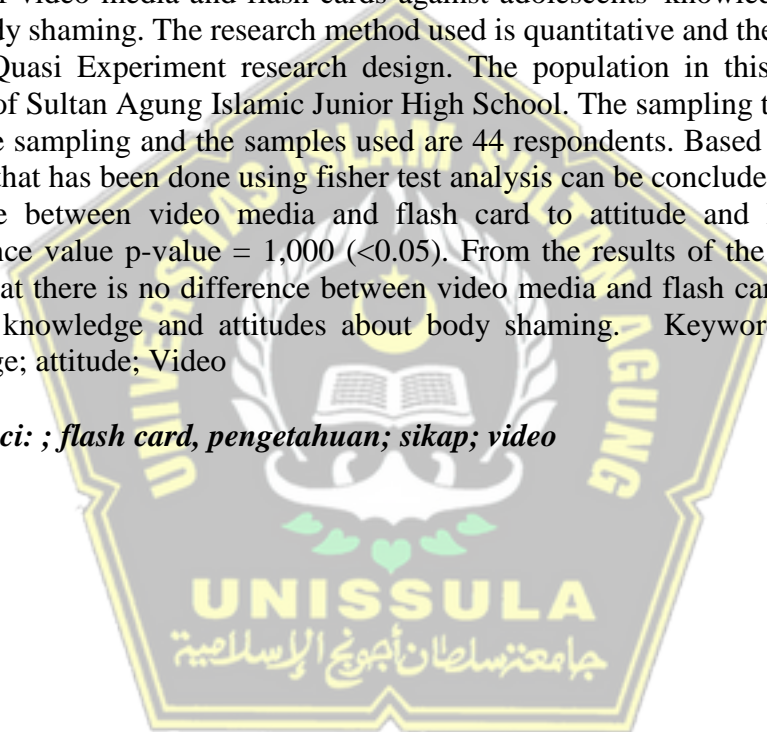 video media and flash cards against adolescents' knowled
dy shaming. The research method used is quantitative and the
Quasi Experiment research design. The population in this
of Sultan Agung Islamic Junior High School. The sampling t
e sampling and the samples used are 44 respondents. Based
that has been done using fisher test analysis can be conclude
e between video media and flash card to attitude and
nce value p-value = 1,000 (<0.05). From the results of the
at there is no difference between video media and flash car
knowledge and attitudes about body shaming. Keywor
ge; attitude; Video
ci: ; flash card, pengetahuan; sikap; video
UNIVERSITAS ISLAM SULTAN AGUNG
UNISSULA
جامعة سلطان أجونج الإسلامية